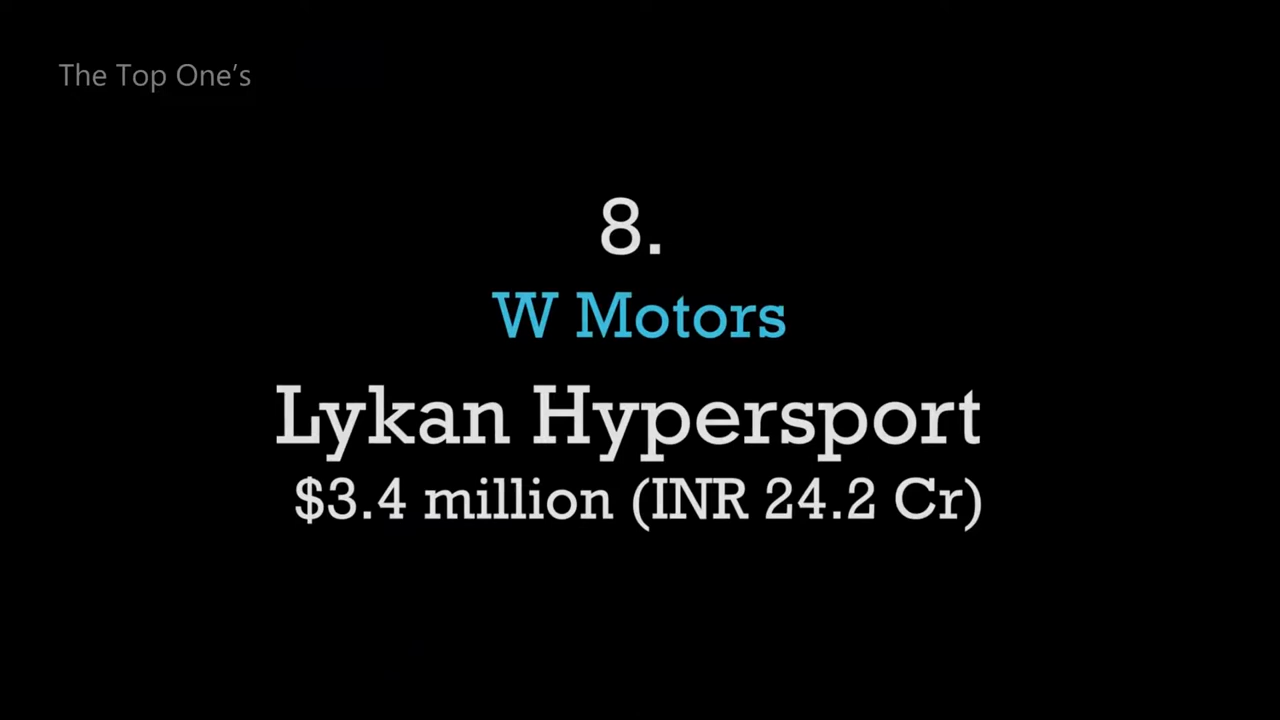 The Top One’s
8.
W Motors
Lykan Hypersport
$3.4 million (INR 24.2 Cr)